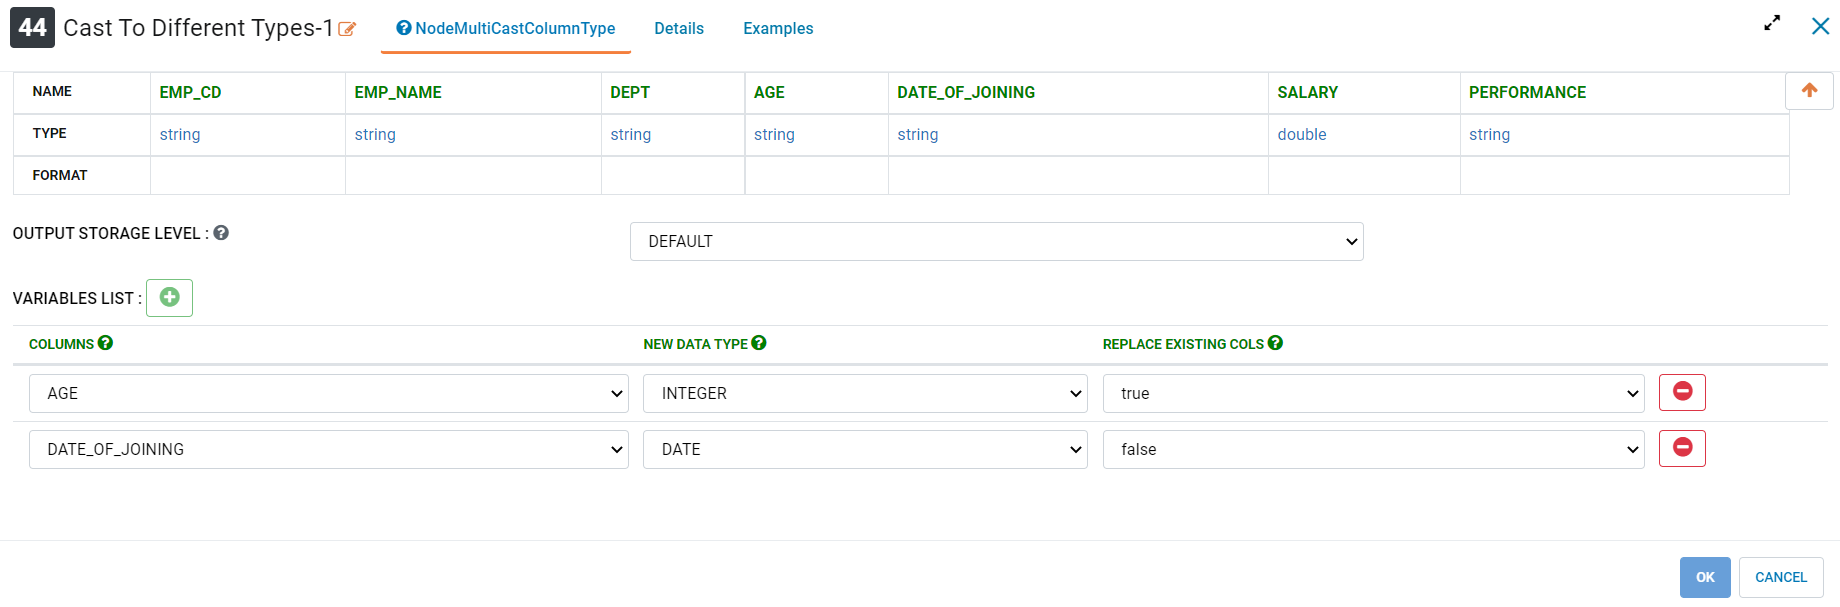 44 Cast To Different Types-1 NodeMultiCastColumnType Details Examples
NAME EMP_CD EMP_NAME DEPT AGE DATE_OF_JOINING SALARY PERFORMANCE
TYPE string string string string string double string
FORMAT
OUTPUT STORAGE LEVEL : DEFAULT
VARIABLES LIST :
COLUMNS NEW DATA TYPE REPLACE EXISTING COLS
AGE INTEGER true
DATE_OF_JOINING DATE false
OK CANCEL